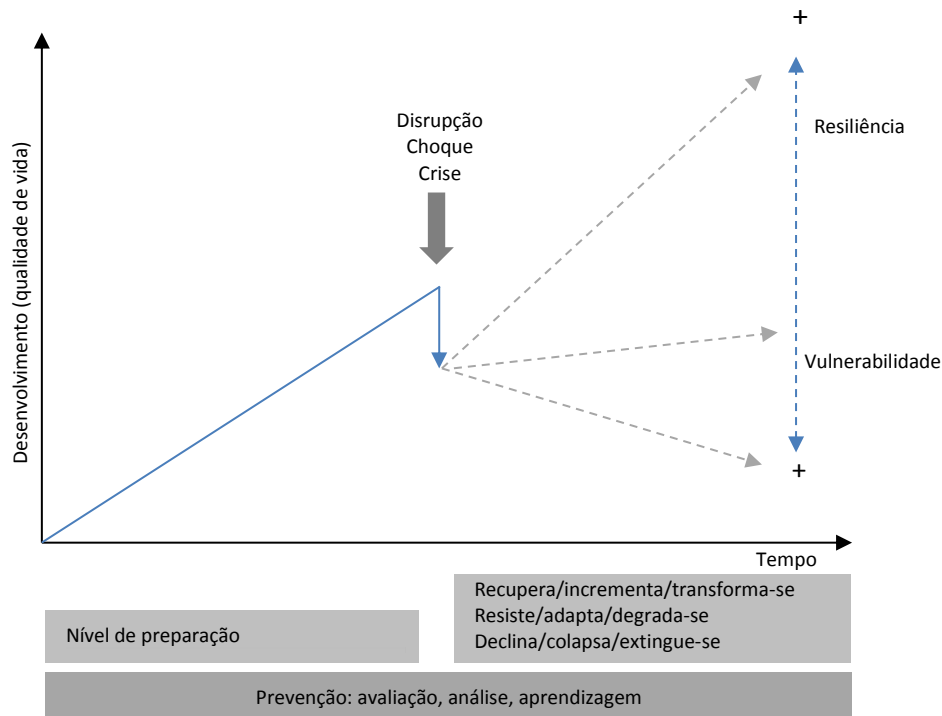 +
Disrupção
Choque
Crise
Resiliência
Desenvolvimento (qualidade de vida)
Vulnerabilidade
+
Tempo
Recupera/incrementa/transforma-se
Resiste/adapta/degrada-se
Declina/colapsa/extingue-se
Nível de preparação
Prevenção: avaliação, análise, aprendizagem